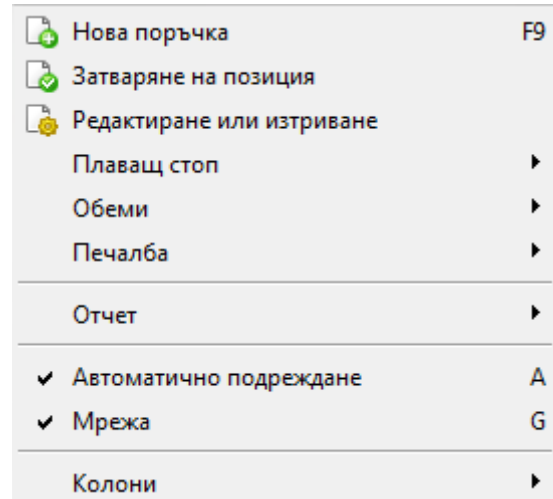 Нова поръчка F9
Затваряне на позиция
Редактиране или изтриване
Плаващ стоп
Обеми
Печалба
Отчет
Автоматично подреждане A
Мрежа G
Колони